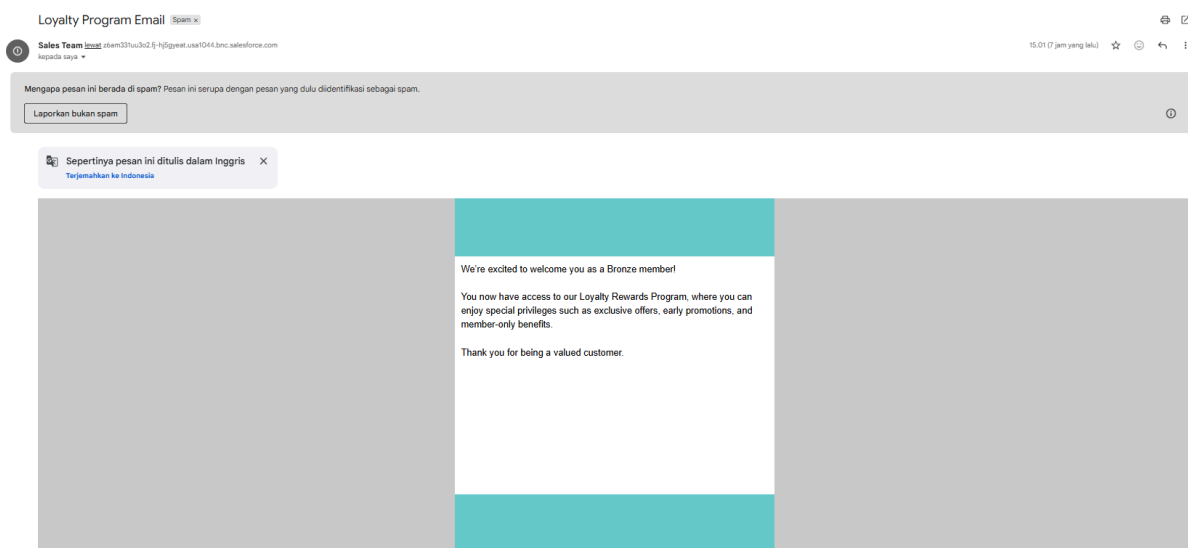 Loyalty Program Email Spam x
Sales Team lewat z6am331uu3o2.fj-hj5gyeat.usa1044.bnc.salesforce.com 15.01 (7 jam yang lalu)
kepada saya
Mengapa pesan ini berada di spam? Pesan ini serupa dengan pesan yang dulu diidentifikasi sebagai spam.
Laporkan bukan spam
Sepertinya pesan ini ditulis dalam Inggris
Terjemahkan ke Indonesia
We're excited to welcome you as a Bronze member!
You now have access to our Loyalty Rewards Program, where you can
enjoy special privileges such as exclusive offers, early promotions, and
member-only benefits.
Thank you for being a valued customer.